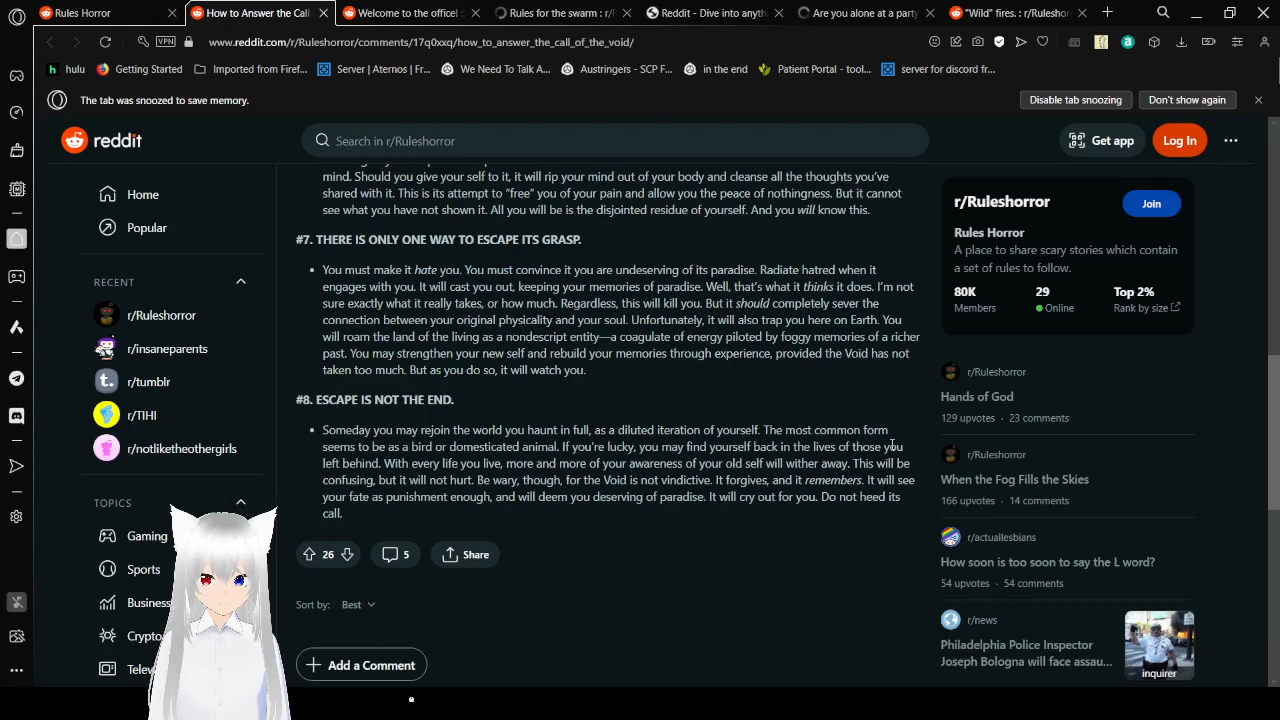 Rules Horror
How to Answer the Call
Welcome to the office!
Rules for the swarm : r/
Reddit - Dive into anyth
Are you alone at a party
"Wild" fires. : r/Rulesho
VPN
www.reddit.com/r/Ruleshorror/comments/17q0xxq/how_to_answer_the_call_of_the_void/
hulu
Getting Started
Imported from Firef...
Server | Aternos | Fr...
We Need To Talk A...
Austringers - SCP F...
in the end
Patient Portal - tool...
server for discord fr...
The tab was snoozed to save memory.
Disable tab snoozing
Don't show again
reddit
Search in r/Ruleshorror
Get app
Log In
Home
Popular
RECENT
r/Ruleshorror
r/insaneparents
r/tumblr
r/TIHI
r/notliketheothergirls
TOPICS
Gaming
Sports
Business
Crypto
mind. Should you give your self to it, it will rip your mind out of your body and cleanse all the thoughts you've
shared with it. This is its attempt to "free" you of your pain and allow you the peace of nothingness. But it cannot
see what you have not shown it. All you will be is the disjointed residue of yourself. And you will know this.
#7. THERE IS ONLY ONE WAY TO ESCAPE ITS GRASP.
You must make it hate you. You must convince it you are undeserving of its paradise. Radiate hatred when it
engages with you. It will cast you out, keeping your memories of paradise. Well, that's what it thinks it does. I'm not
sure exactly what it really takes, or how much. Regardless, this will kill you. But it should completely sever the
connection between your original physicality and your soul. Unfortunately, it will also trap you here on Earth. You
will roam the land of the living as a nondescript entity—a coagulate of energy piloted by foggy memories of a richer
past. You may strengthen your new self and rebuild your memories through experience, provided the Void has not
taken too much. But as you do so, it will watch you.
#8. ESCAPE IS NOT THE END.
Someday you may rejoin the world you haunt in full, as a diluted iteration of yourself. The most common form
seems to be as a bird or domesticated animal. If you're lucky, you may find yourself back in the lives of those you
left behind. With every life you live, more and more of your awareness of your old self will wither away. This will be
confusing, but it will not hurt. Be wary, though, for the Void is not vindictive. It forgives, and it remembers. It will see
your fate as punishment enough, and will deem you deserving of paradise. It will cry out for you. Do not heed its
call.
26
5
Share
Sort by:
Best
Add a Comment
r/Ruleshorror
Join
Rules Horror
A place to share scary stories which contain
a set of rules to follow.
80K
29
Top 2%
Members
Online
Rank by size
r/Ruleshorror
Hands of God
129 upvotes · 23 comments
r/Ruleshorror
When the Fog Fills the Skies
166 upvotes · 14 comments
r/actuallesbians
How soon is too soon to say the L word?
54 upvotes · 54 comments
r/news
Philadelphia Police Inspector
Joseph Bologna will face assau...
inquirer